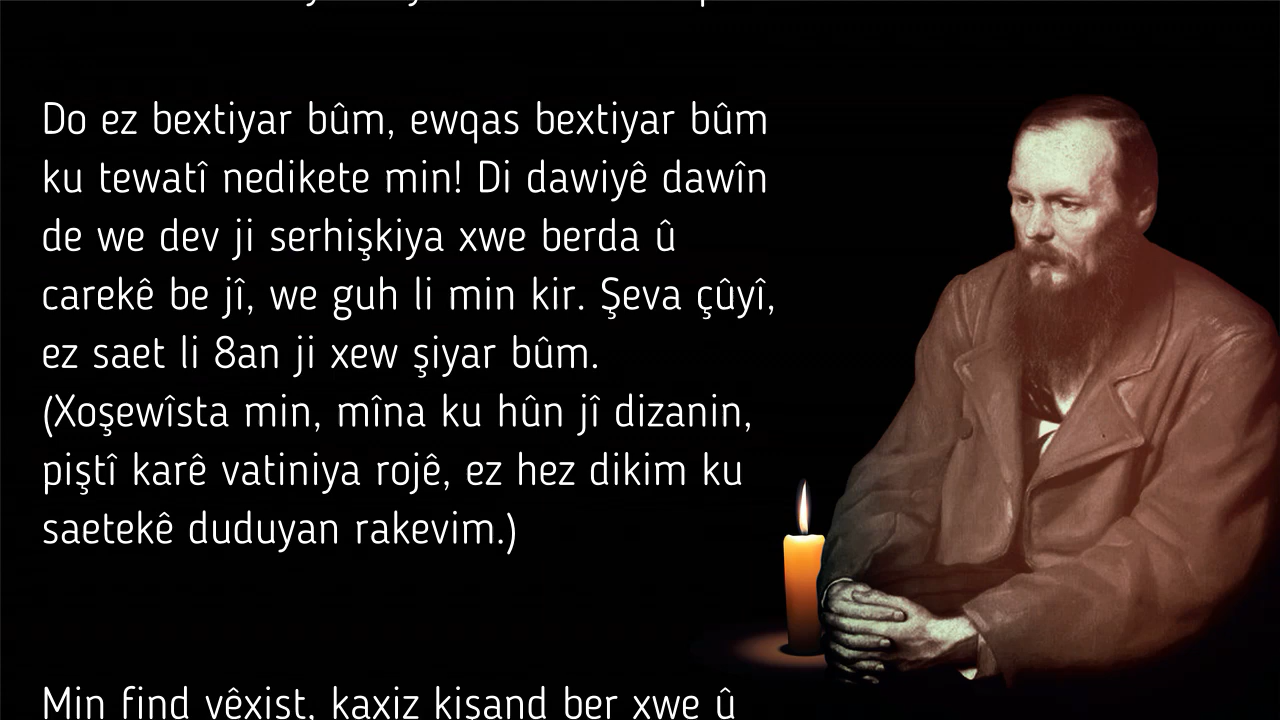 Do ez bextiyar bûm, ewqas bextiyar bûm
ku tewatî nedikete min! Di dawiyê dawîn
de we dev ji serhişkiya xwe berda û
carekê be jî, we guh li min kir. Şeva çûyî,
ez saet li 8an ji xew şiyar bûm.
(Xoşewîsta min, mîna ku hûn jî dizanin,
piştî karê vatiniya rojê, ez hez dikim ku
saetekê duduyan rakevim.)
Min find vêxist, kaxiz kişand ber xwe û